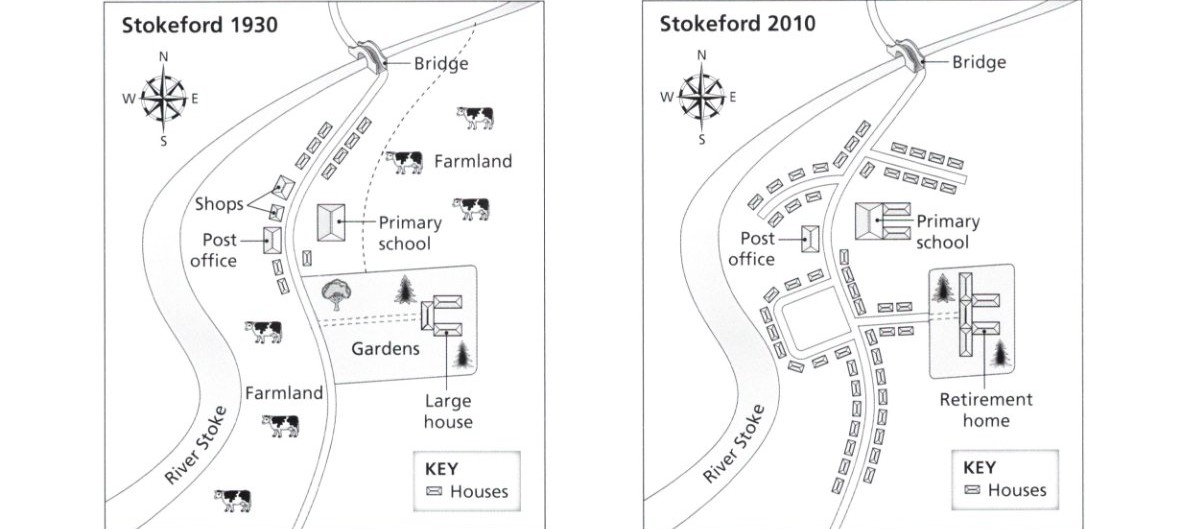 Stokeford 1930
N
W
E
S
Bridge
Farmland
Shops
Primary
school
Post
office
Gardens
Farmland
Large
house
River Stoke
KEY
Houses
Stokeford 2010
N
W
E
S
Bridge
Primary
school
Post
office
Retirement
home
River Stoke
KEY
Houses